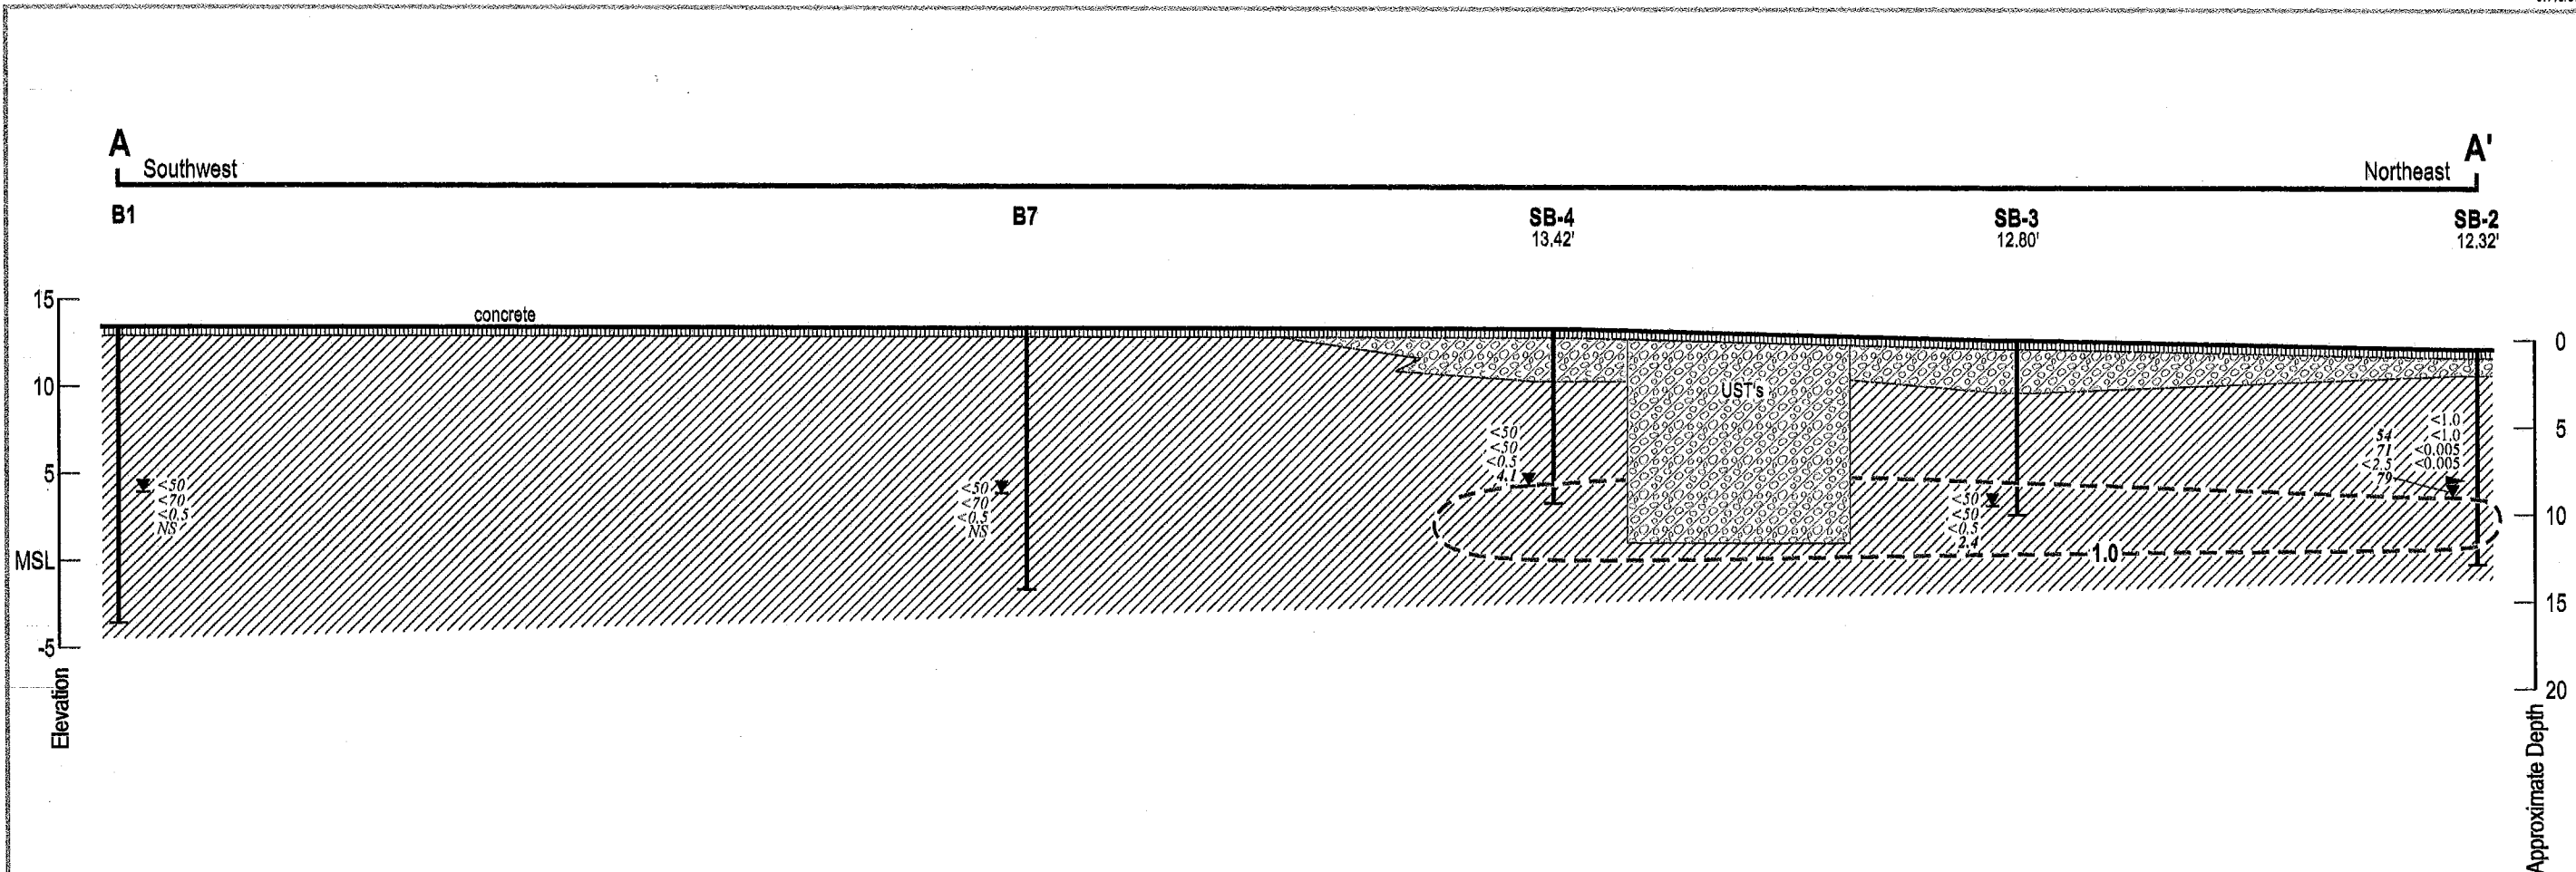 A
A'
Southwest
Northeast
B1
B7
SB-4
13.42'
SB-3
12.80'
SB-2
12.32'
15
10
5
MSL
-5
Elevation
concrete
UST's
<50
<70
<0.5
NS
<50
<70
<0.5
NS
<50
<50
<0.5
4.1
<50
<50
<0.5
2.4
54
71
<2.5
79
<1.0
<1.0
<0.005
<0.005
1.0
0
5
10
15
20
Approximate Depth